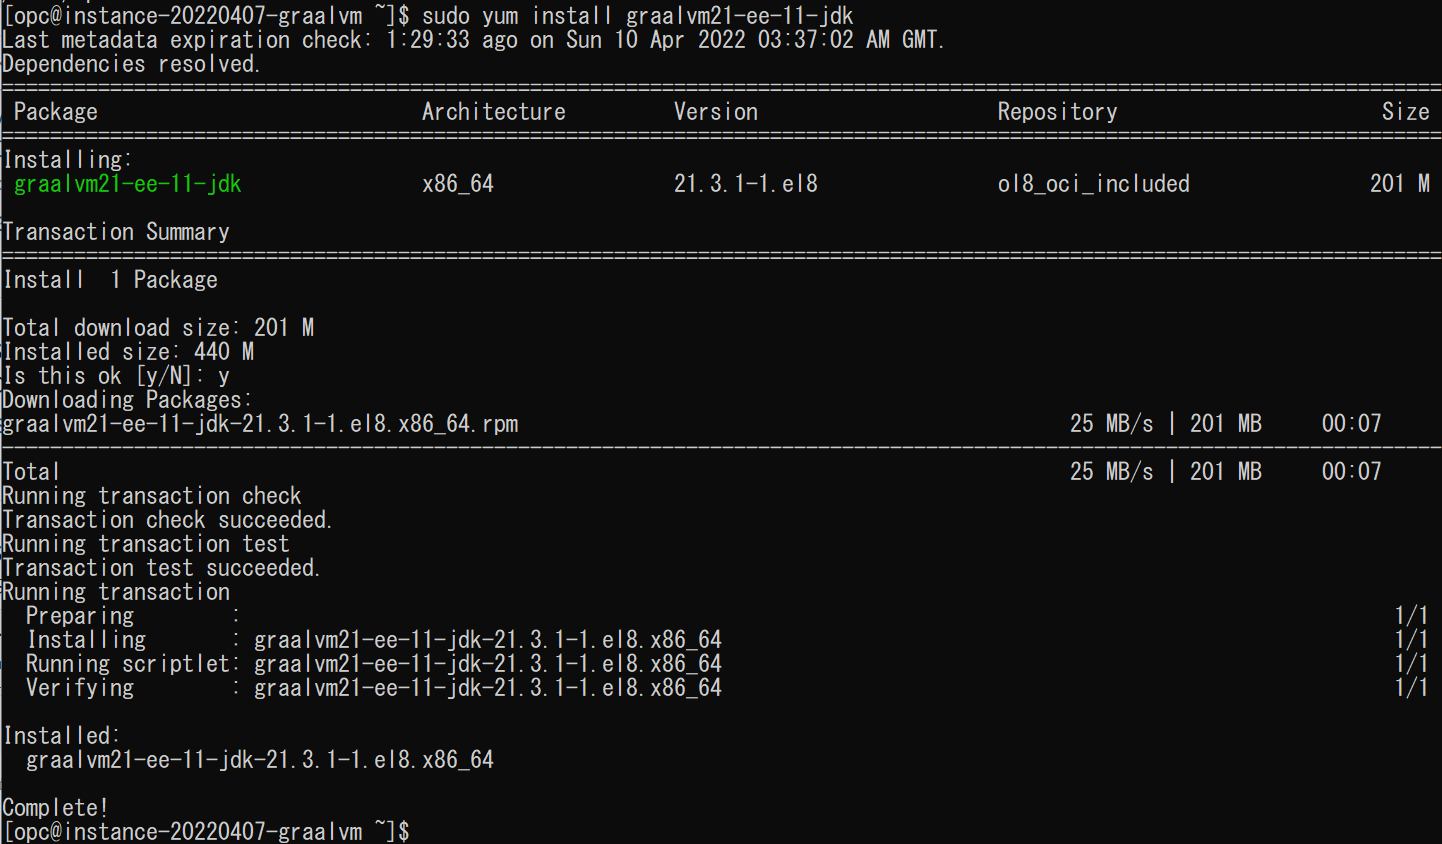 [opc@instance-20220407-graalvm ~]$ sudo yum install graalvm21-ee-11-jdk
Last metadata expiration check: 1:29:33 ago on Sun 10 Apr 2022 03:37:02 AM GMT.
Dependencies resolved.
================================================================================
Package Architecture Version Repository Size
================================================================================
Installing:
graalvm21-ee-11-jdk x86_64 21.3.1-1.el8 ol8_oci_included 201 M
Transaction Summary
================================================================================
Install 1 Package
Total download size: 201 M
Installed size: 440 M
Is this ok [y/N]: y
Downloading Packages:
graalvm21-ee-11-jdk-21.3.1-1.el8.x86_64.rpm 25 MB/s | 201 MB 00:07
--------------------------------------------------------------------------------
Total 25 MB/s | 201 MB 00:07
Running transaction check
Transaction check succeeded.
Running transaction test
Transaction test succeeded.
Running transaction
Preparing : 1/1
Installing : graalvm21-ee-11-jdk-21.3.1-1.el8.x86_64 1/1
Running scriptlet: graalvm21-ee-11-jdk-21.3.1-1.el8.x86_64 1/1
Verifying : graalvm21-ee-11-jdk-21.3.1-1.el8.x86_64 1/1
Installed:
graalvm21-ee-11-jdk-21.3.1-1.el8.x86_64
Complete!
[opc@instance-20220407-graalvm ~]$